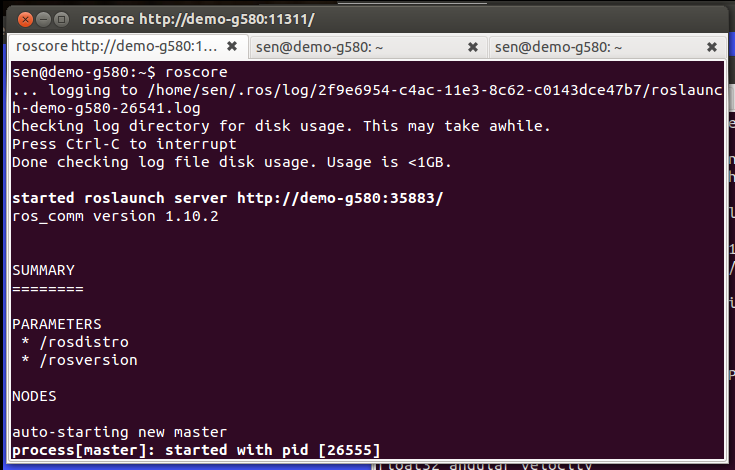 roscore http://demo-g580:11311/
roscore http://demo-g580:1... ✖ sen@demo-g580: ~ ✖ sen@demo-g580: ~ ✖
sen@demo-g580:~$ roscore
... logging to /home/sen/.ros/log/2f9e6954-c4ac-11e3-8c62-c0143dce47b7/roslaunc
h-demo-g580-26541.log
Checking log directory for disk usage. This may take awhile.
Press Ctrl-C to interrupt
Done checking log file disk usage. Usage is <1GB.
started roslaunch server http://demo-g580:35883/
ros_comm version 1.10.2
SUMMARY
========
PARAMETERS
 * /rosdistro
 * /rosversion
NODES
auto-starting new master
process[master]: started with pid [26555]
float32 angular_velocity